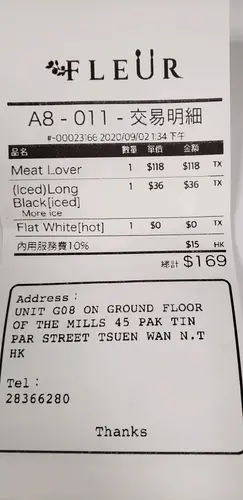 FLEUR
A8 - 011 - 交易明細
#-00023166 2020/09/02 1:34 下午
品名 數量 單價 金額
Meat Lover 1 $118 $118 TX
(Iced)Long 1 $36 $36 TX
Black[iced]
More ice
Flat White[hot] 1 $0 $0 TX
內用服務費10% $15 HK
總計 $169
Address :
UNIT G08 ON GROUND FLOOR
OF THE MILLS 45 PAK TIN
PAR STREET TSUEN WAN N.T
HK
Tel :
28366280
Thanks